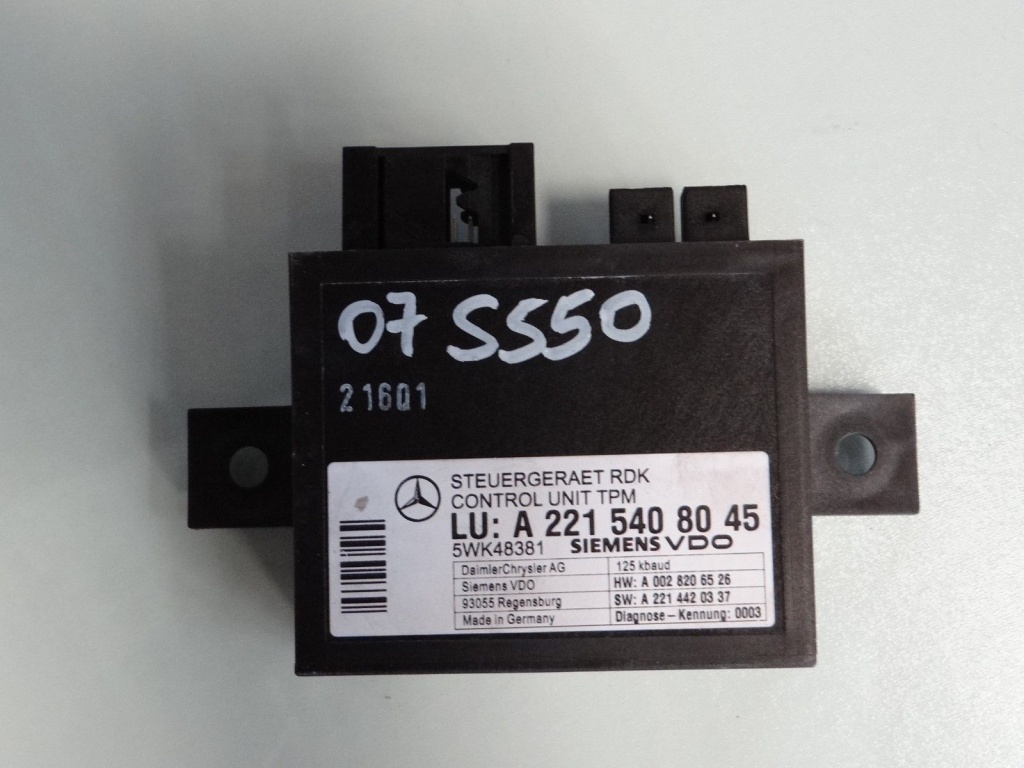 07 S550
21601
STEUERGERAET RDK
CONTROL UNIT TPM
LU: A 221 540 80 45
5WK48381 SIEMENS VDO
DaimlerChrysler AG 125 kbaud
Siemens VDO HW: A 002 820 65 26
93055 Regensburg SW: A 221 442 03 37
Made in Germany Diagnose – Kennung: 0003